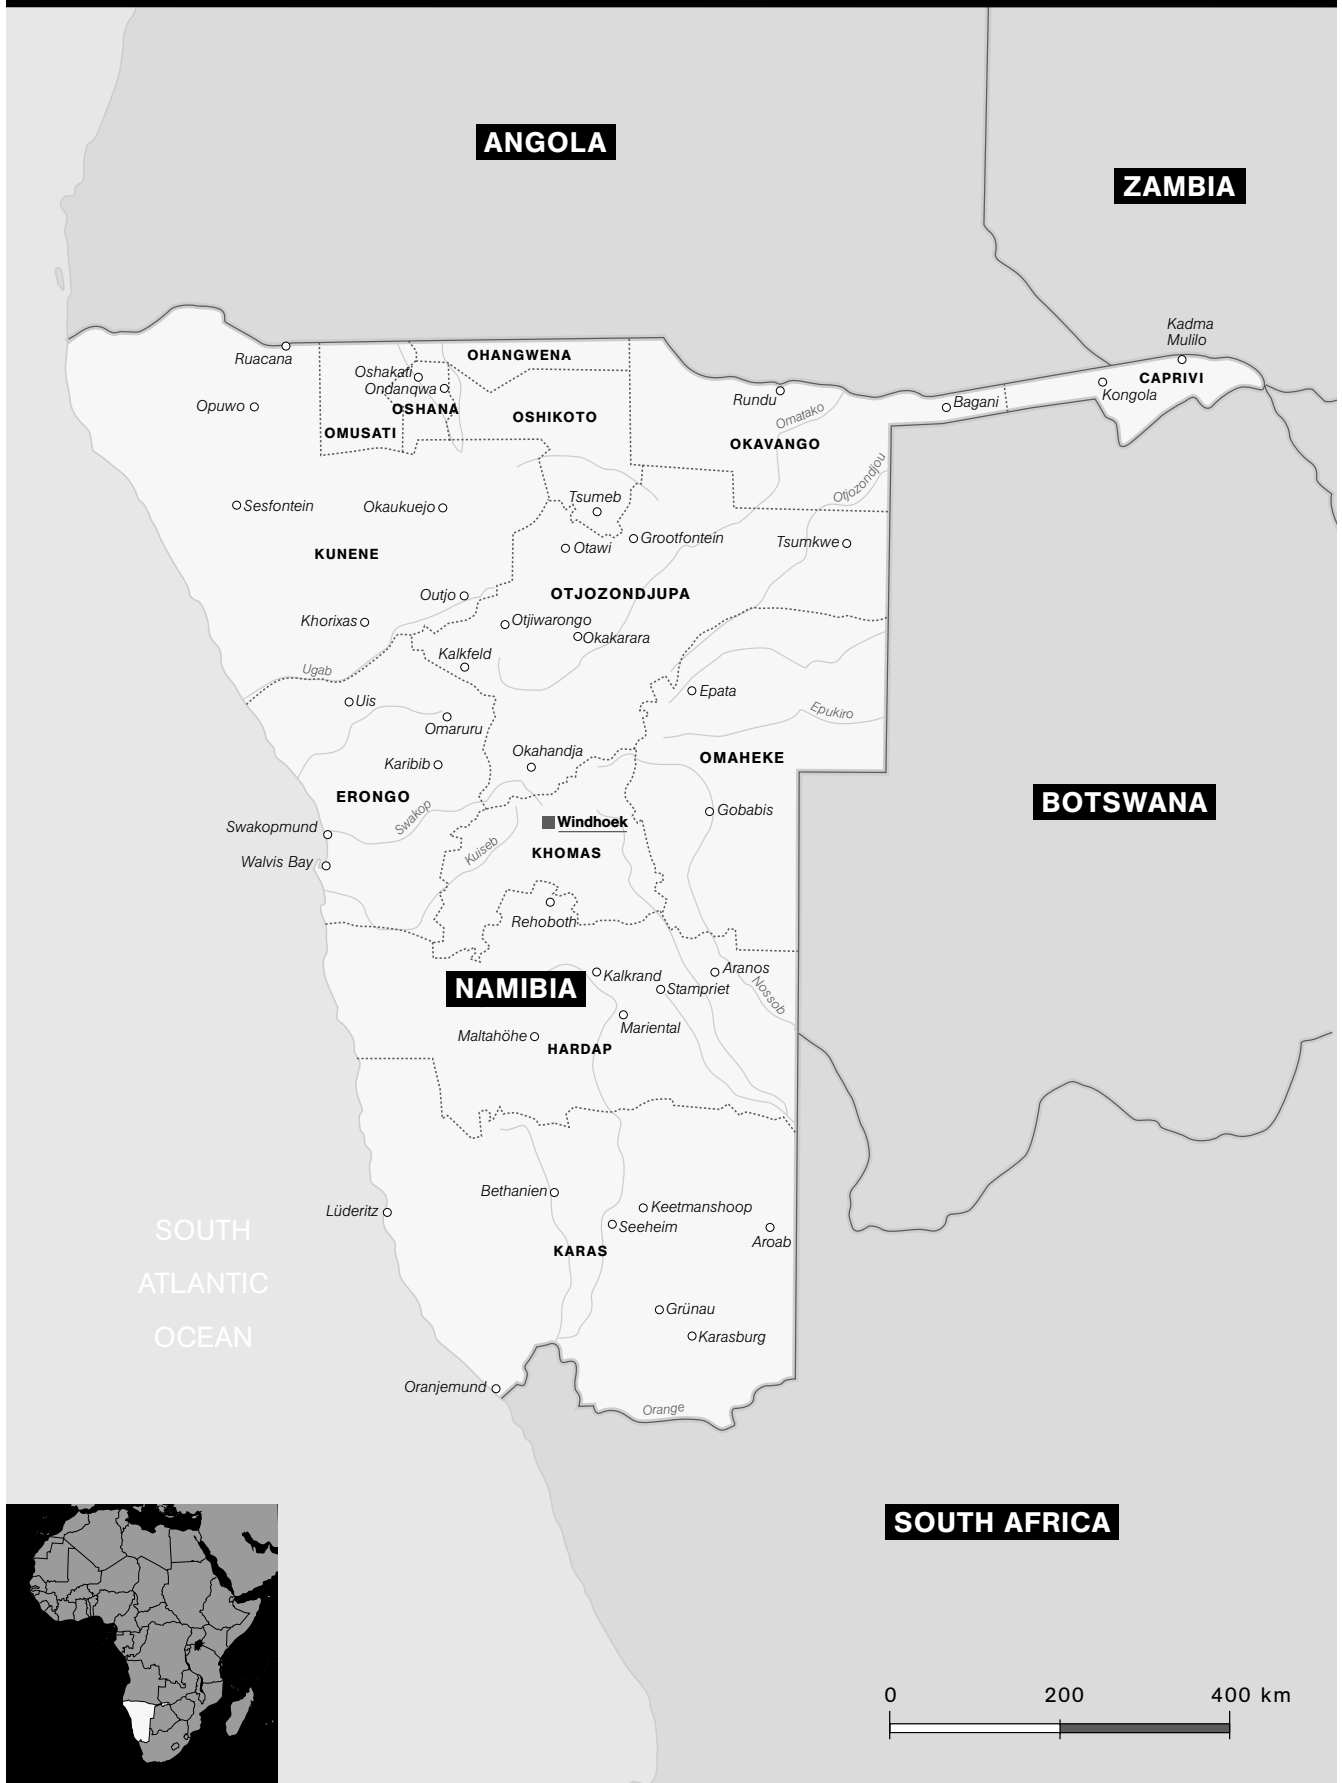 ANGOLA
ZAMBIA
Kadma
Mulilo
Ruacana
OHANGWENA
Oshakati
Ondanqwa
CAPRIVI
Kongola
Opuwo
OSHANA
OSHIKOTO
Rundu
Bagani
Omatako
OMUSATI
OKAVANGO
Otjozondjou
Sesfontein
Okaukuejo
Tsumeb
Grootfontein
Otawi
Tsumkwe
KUNENE
Outjo
OTJOZONDJUPA
Khorixas
Otjiwarongo
Okakarara
Kalkfeld
Ugab
Uis
Epata
Omaruru
Epukiro
Okahandja
OMAHEKE
Karibib
ERONGO
BOTSWANA
Swakop
Gobabis
Swakopmund
Windhoek
Kuiseb
KHOMAS
Walvis Bay
Rehoboth
Aranos
Kalkrand
NAMIBIA
Stampriet
Nossob
Mariental
Maltahöhe
HARDAP
Bethanien
Keetmanshoop
Lüderitz
Seeheim
Aroab
SOUTH
ATLANTIC
OCEAN
KARAS
Grünau
Karasburg
Oranjemund
Orange
SOUTH AFRICA
0 200 400 km